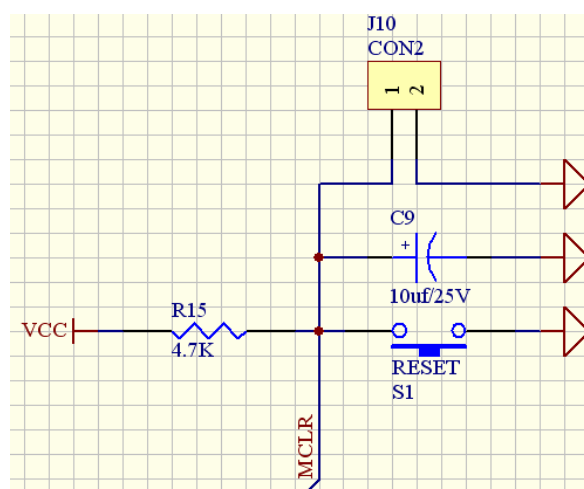 J10
CON2
1
2
C9
+
10uf/25V
R15
VCC
4.7K
RESET
S1
MCLR